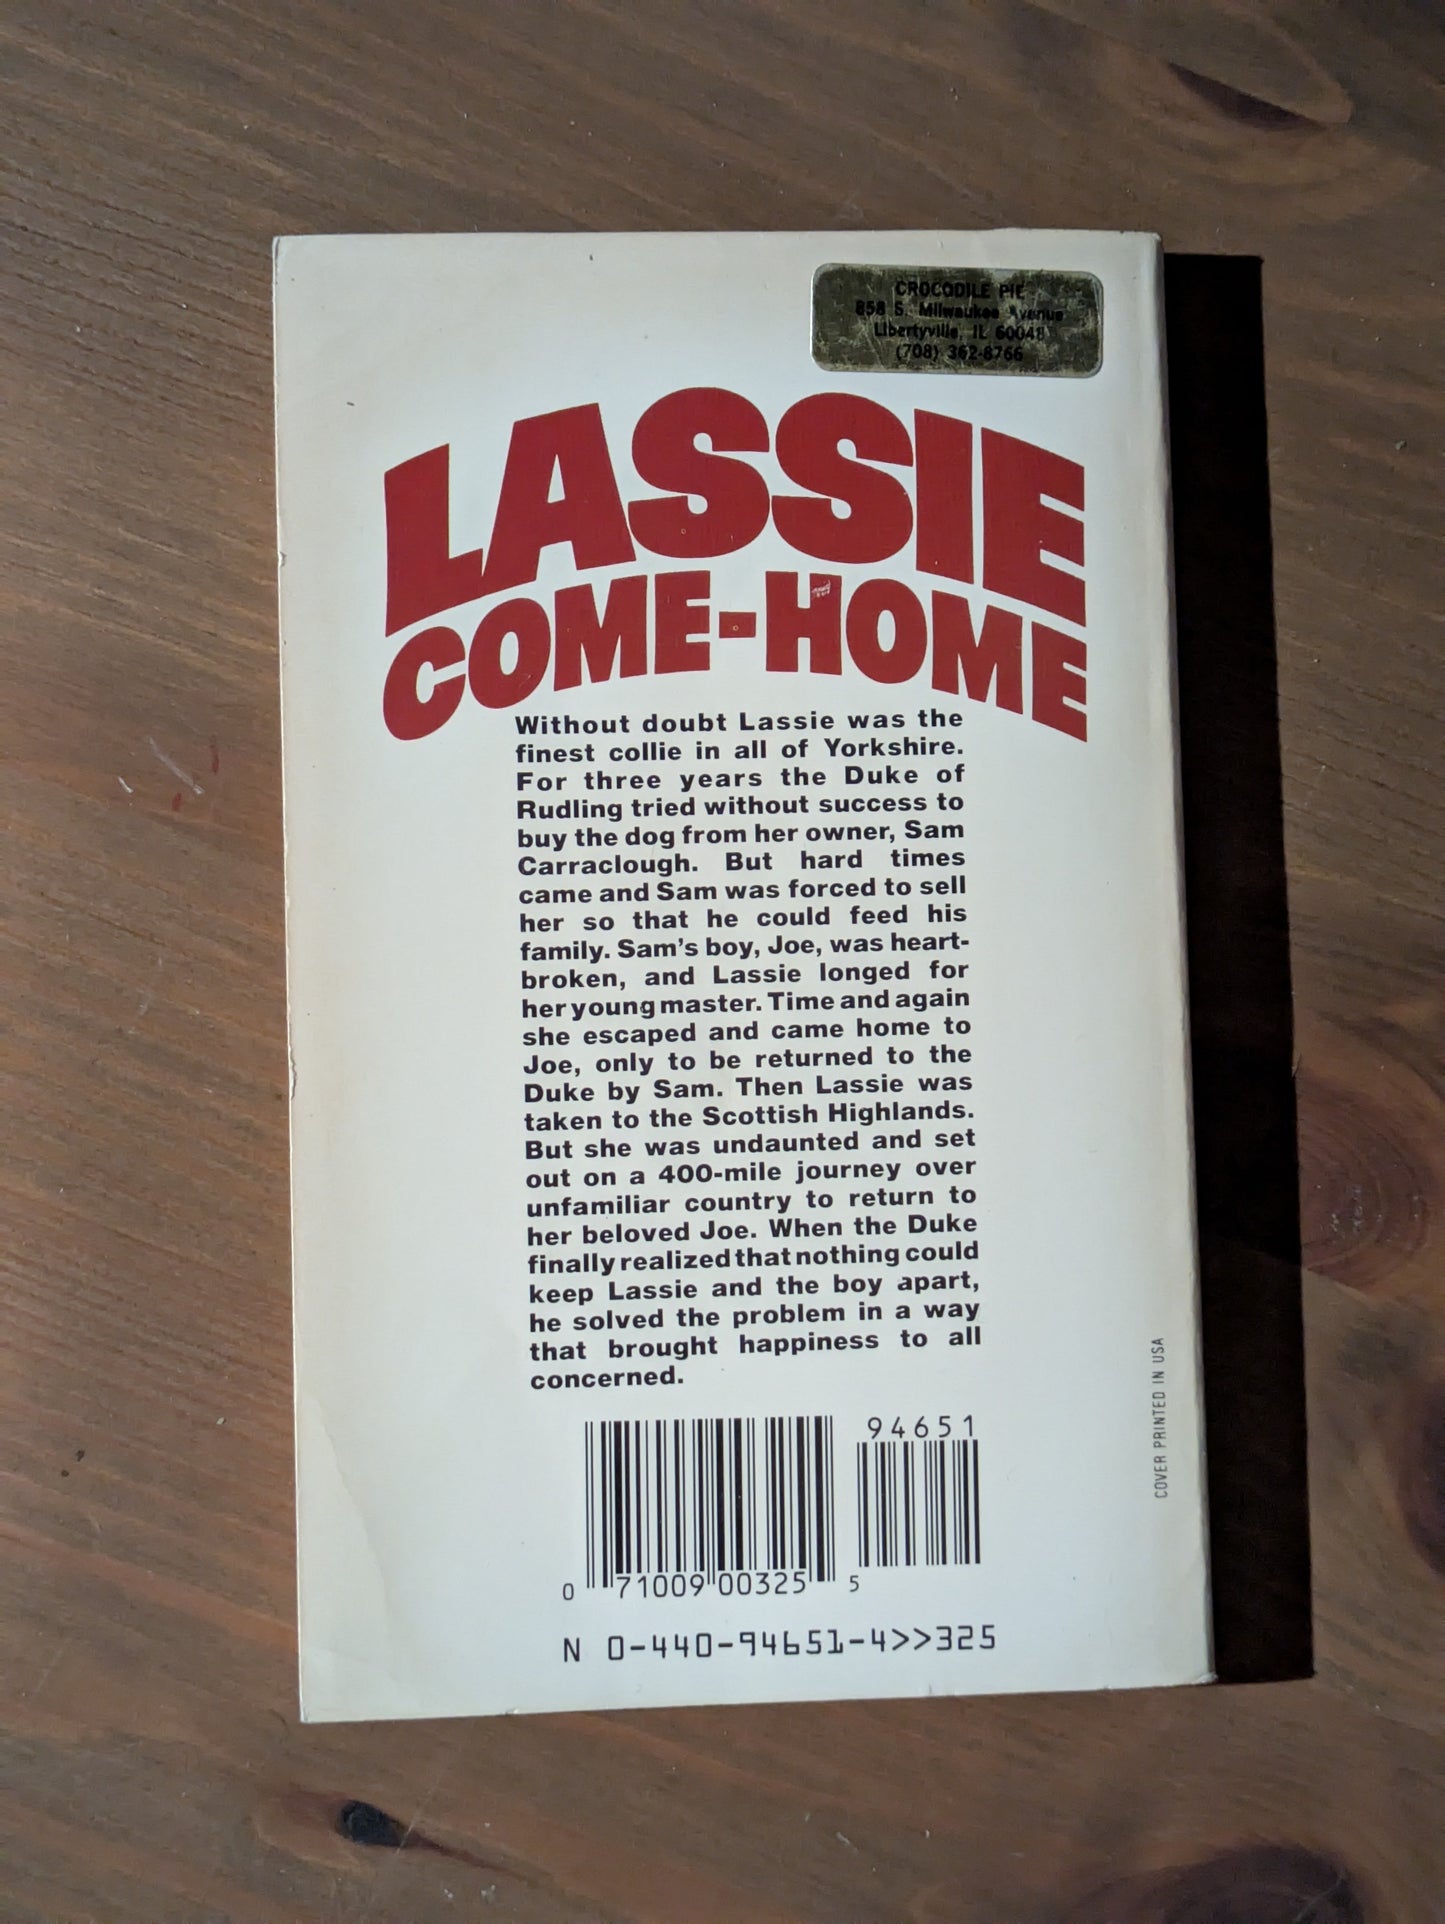 CROCODILE PIE
858 S. Milwaukee Avenue
Libertyville, IL 60048
(708) 362-8766
LASSIE
COME-HOME
Without doubt Lassie was the
finest collie in all of Yorkshire.
For three years the Duke of
Rudling tried without success to
buy the dog from her owner, Sam
Carraclough. But hard times
came and Sam was forced to sell
her so that he could feed his
family. Sam's boy, Joe, was heart-
broken, and Lassie longed for
her young master. Time and again
she escaped and came home to
Joe, only to be returned to the
Duke by Sam. Then Lassie was
taken to the Scottish Highlands.
But she was undaunted and set
out on a 400-mile journey over
unfamiliar country to return to
her beloved Joe. When the Duke
finally realized that nothing could
keep Lassie and the boy apart,
he solved the problem in a way
that brought happiness to all
concerned.
94651
0 71009 00325 5
N 0-440-94651-4>>325
COVER PRINTED IN USA